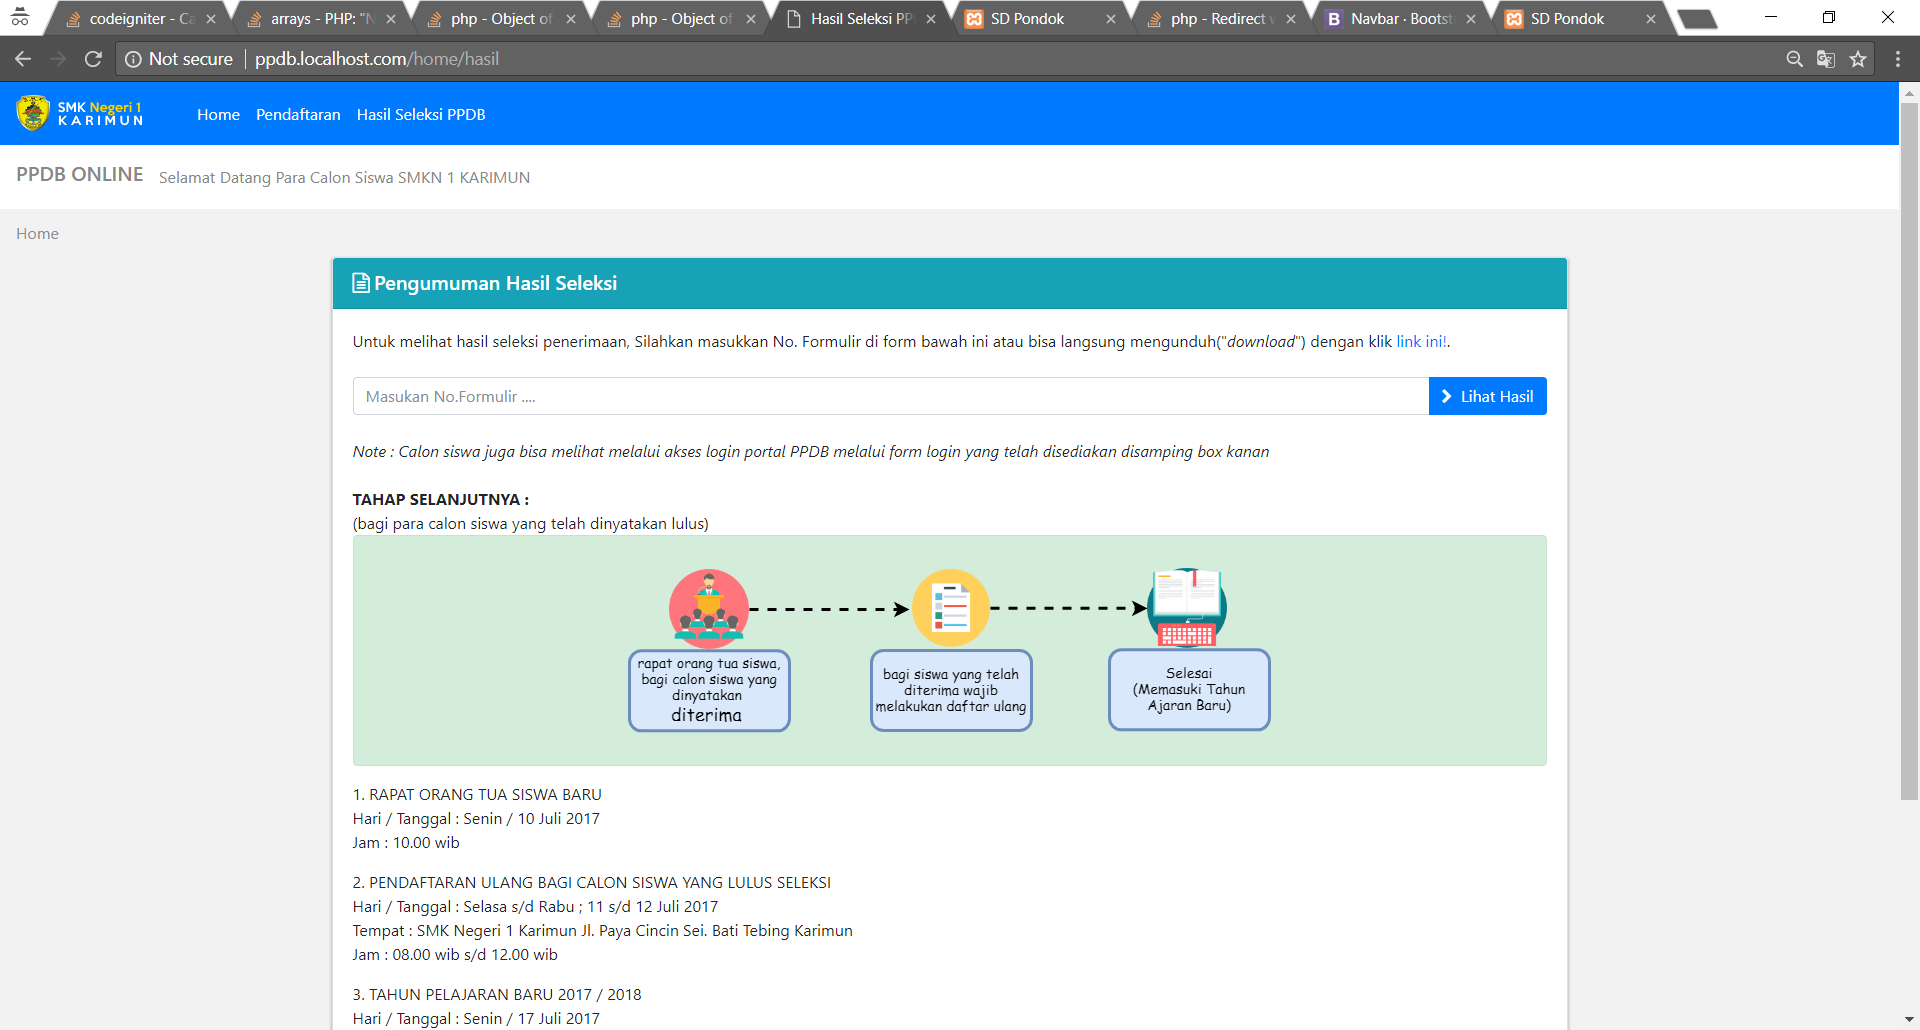 codeigniter - Ca
arrays - PHP: "N
php - Object of
php - Object of
Hasil Seleksi PP
SD Pondok
php - Redirect
Navbar · Bootst
SD Pondok
Not secure
ppdb.localhost.com/home/hasil
SMK Negeri 1
KARIMUN
Home
Pendaftaran
Hasil Seleksi PPDB
PPDB ONLINE
Selamat Datang Para Calon Siswa SMKN 1 KARIMUN
Home
Pengumuman Hasil Seleksi
Untuk melihat hasil seleksi penerimaan, Silahkan masukkan No. Formulir di form bawah ini atau bisa langsung mengunduh("download") dengan klik link ini!.
Masukan No.Formulir ....
Lihat Hasil
Note : Calon siswa juga bisa melihat melalui akses login portal PPDB melalui form login yang telah disediakan disamping box kanan
TAHAP SELANJUTNYA :
(bagi para calon siswa yang telah dinyatakan lulus)
rapat orang tua siswa,
bagi calon siswa yang
dinyatakan
diterima
bagi siswa yang telah
diterima wajib
melakukan daftar ulang
Selesai
(Memasuki Tahun
Ajaran Baru)
1. RAPAT ORANG TUA SISWA BARU
Hari / Tanggal : Senin / 10 Juli 2017
Jam : 10.00 wib
2. PENDAFTARAN ULANG BAGI CALON SISWA YANG LULUS SELEKSI
Hari / Tanggal : Selasa s/d Rabu ; 11 s/d 12 Juli 2017
Tempat : SMK Negeri 1 Karimun Jl. Paya Cincin Sei. Bati Tebing Karimun
Jam : 08.00 wib s/d 12.00 wib
3. TAHUN PELAJARAN BARU 2017 / 2018
Hari / Tanggal : Senin / 17 Juli 2017